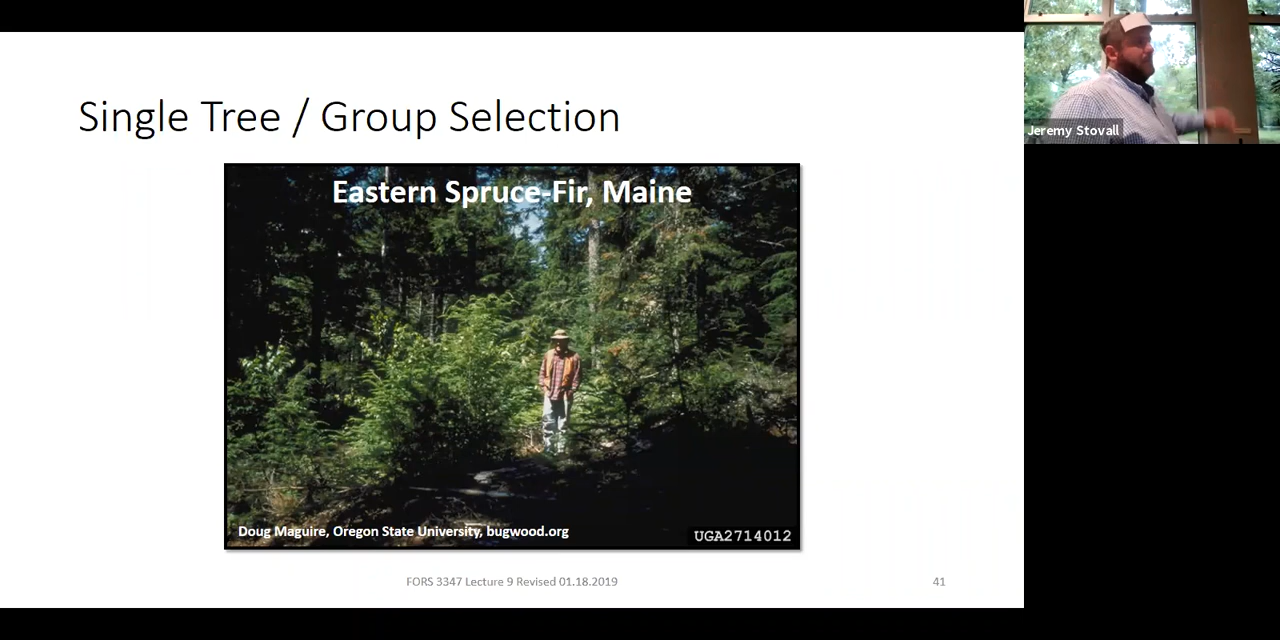 Single Tree / Group Selection
Eastern Spruce-Fir, Maine
Doug Maguire, Oregon State University, bugwood.org
UGA2714012
FORS 3347 Lecture 9 Revised 01.18.2019
41
Jeremy Stovall